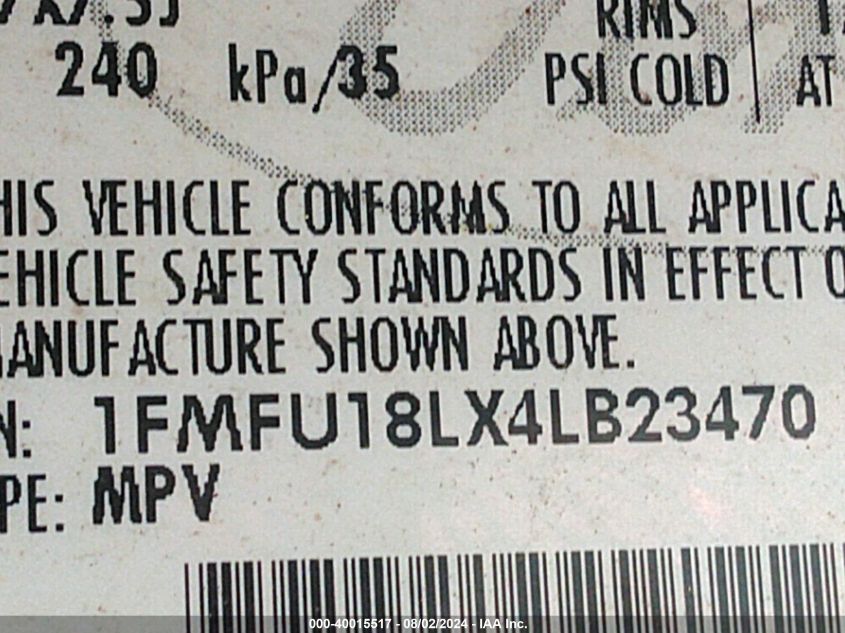 RIMS
240 kPa/35 PSI COLD AT
HIS VEHICLE CONFORMS TO ALL APPLICA
EHICLE SAFETY STANDARDS IN EFFECT O
ANUFACTURE SHOWN ABOVE.
N: 1FMFU18LX4LB23470
PE: MPV
000-40015517 - 08/02/2024 - IAA Inc.